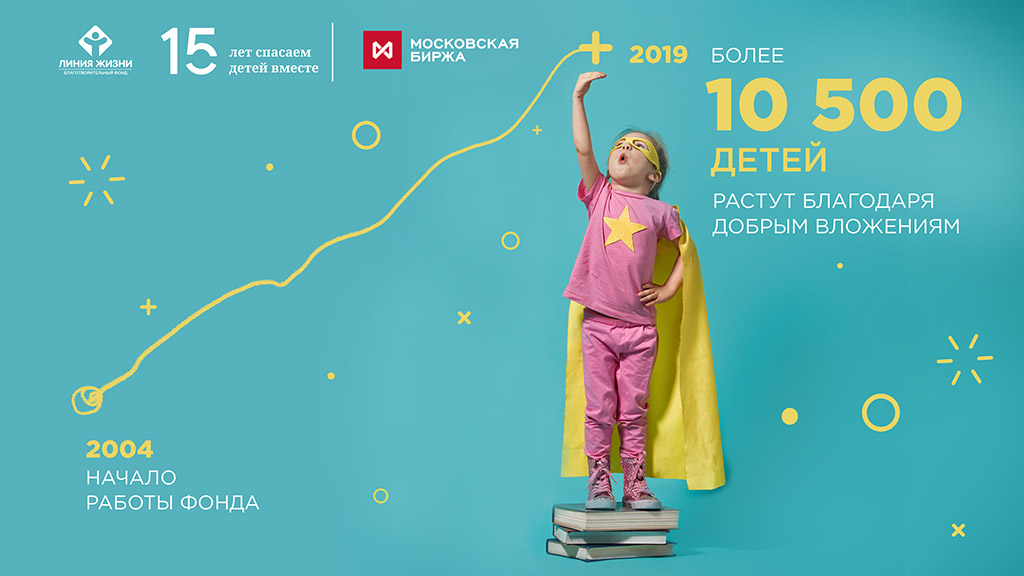 ЛИНИЯ ЖИЗНИ
БЛАГОТВОРИТЕЛЬНЫЙ ФОНД
15
лет спасаем
детей вместе
МОСКОВСКАЯ
БИРЖА
2019
БОЛЕЕ
10 500
ДЕТЕЙ
РАСТУТ БЛАГОДАРЯ
ДОБРЫМ ВЛОЖЕНИЯМ
2004
НАЧАЛО
РАБОТЫ ФОНДА